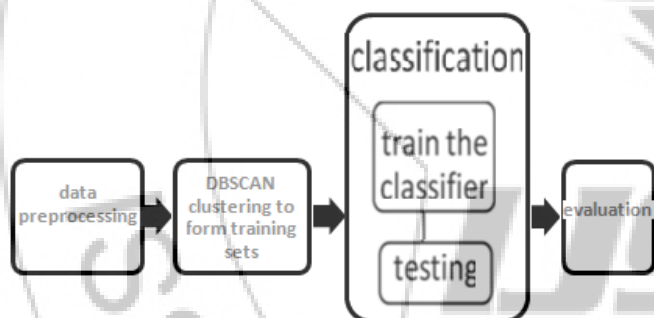 data
preprocessing
DBSCAN
clustering to
form training
sets
classification
train the
classifier
testing
evaluation